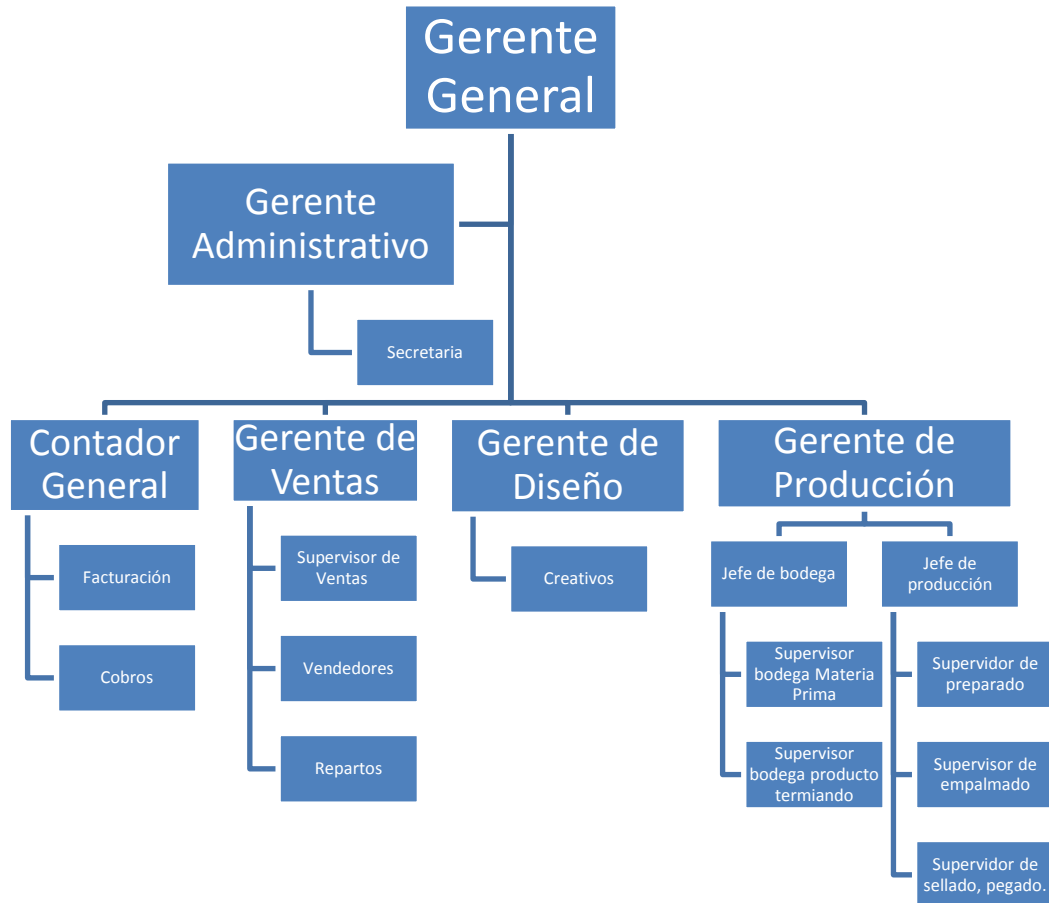 Gerente
General
Gerente
Administrativo
Secretaria
Contador
General
Facturación
Cobros
Gerente de
Ventas
Supervisor de
Ventas
Vendedores
Repartos
Gerente de
Diseño
Creativos
Gerente de
Producción
Jefe de bodega
Supervisor
bodega Materia
Prima
Supervisor
bodega producto
termiando
Jefe de
producción
Supervidor de
preparado
Supervisor de
empalmado
Supervidor de
sellado, pegado.